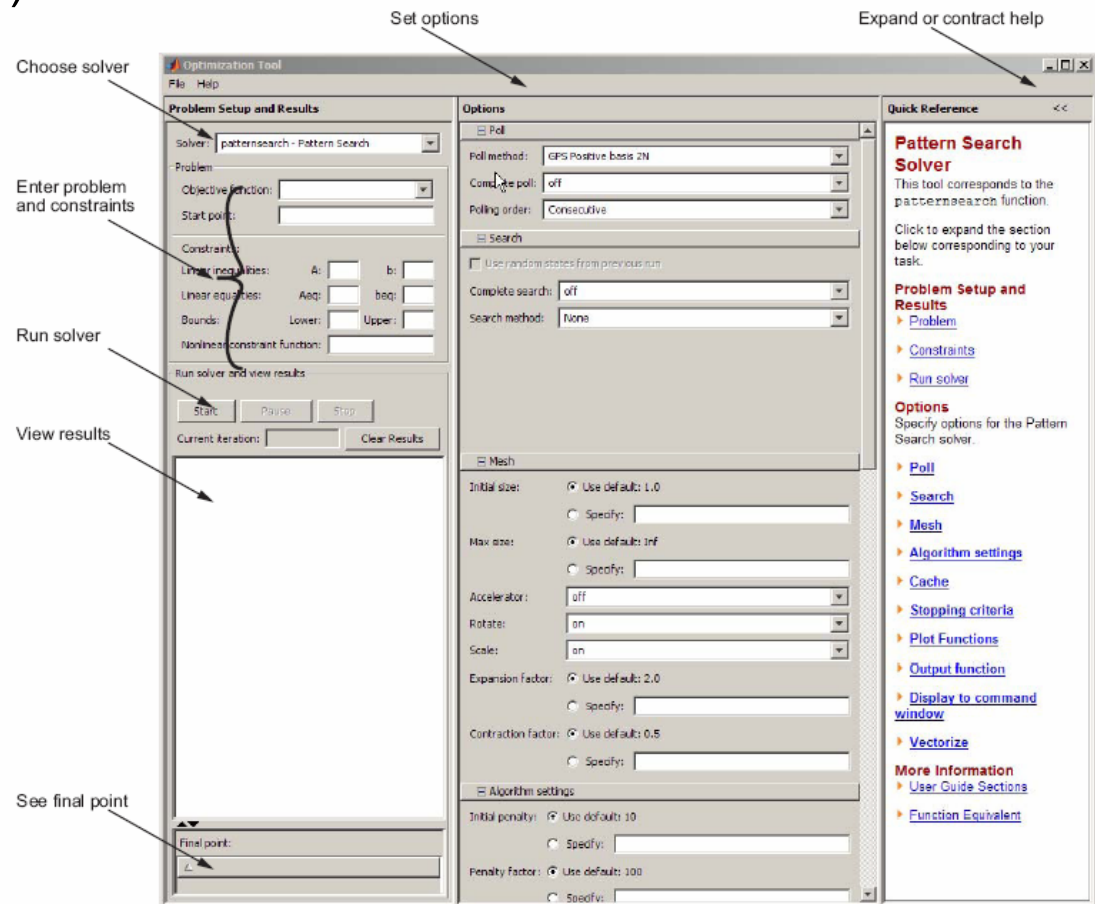 )
Set options
Expand or contract help
Choose solver
Enter problem
and constraints
Run solver
View results
See final point
Optimization Tool
File Help
Problem Setup and Results
Solver: patternsearch - Pattern Search
Problem
Objective function:
Start point:
Constraints:
Linear inequalities: A: b:
Linear equalities: Aeq: beq:
Bounds: Lower: Upper:
Nonlinear constraint function:
Run solver and view results
Start Pause Stop
Current iteration: Clear Results
Final point:
Options
Poll
Poll method: GPS Positive basis 2N
Complete poll: off
Polling order: Consecutive
Search
Use random states from previous run
Complete search: off
Search method: None
Mesh
Initial size: Use default: 1.0
Specify:
Max size: Use default: Inf
Specify:
Accelerator: off
Rotate: on
Scale: on
Expansion factor: Use default: 2.0
Specify:
Contraction factor: Use default: 0.5
Specify:
Algorithm settings
Initial penalty: Use default: 10
Specify:
Penalty factor: Use default: 100
Specify:
Quick Reference <<
Pattern Search
Solver
This tool corresponds to the
patternsearch function.
Click to expand the section
below corresponding to your
task.
Problem Setup and
Results
Problem
Constraints
Run solver
Options
Specify options for the Pattern
Search solver.
Poll
Search
Mesh
Algorithm settings
Cache
Stopping criteria
Plot Functions
Output function
Display to command
window
Vectorize
More Information
User Guide Sections
Function Equivalent